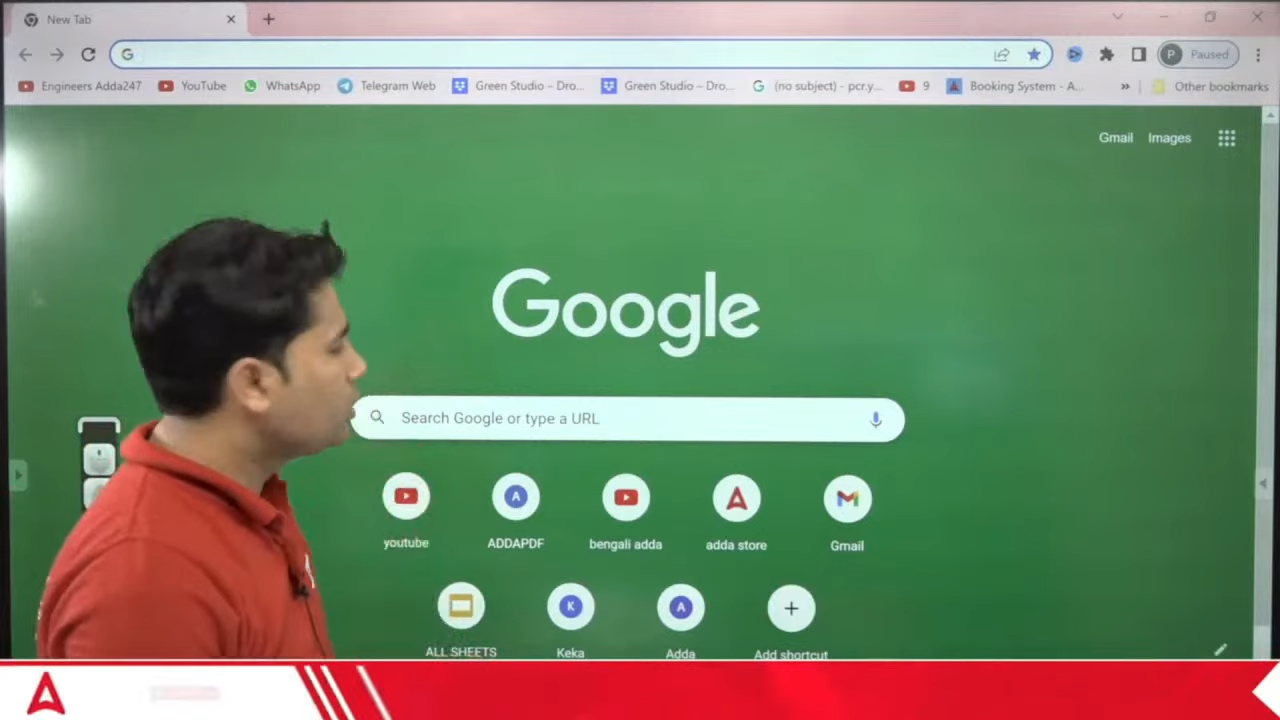 New Tab
Paused
Engineers Adda247 YouTube WhatsApp Telegram Web Green Studio – Dro... Green Studio – Dro... (no subject) - pcr.y... 9 Booking System - A... » Other bookmarks
Gmail Images
Google
Search Google or type a URL
youtube ADDAPDF bengali adda adda store Gmail
ALL SHEETS Keka Adda Add shortcut